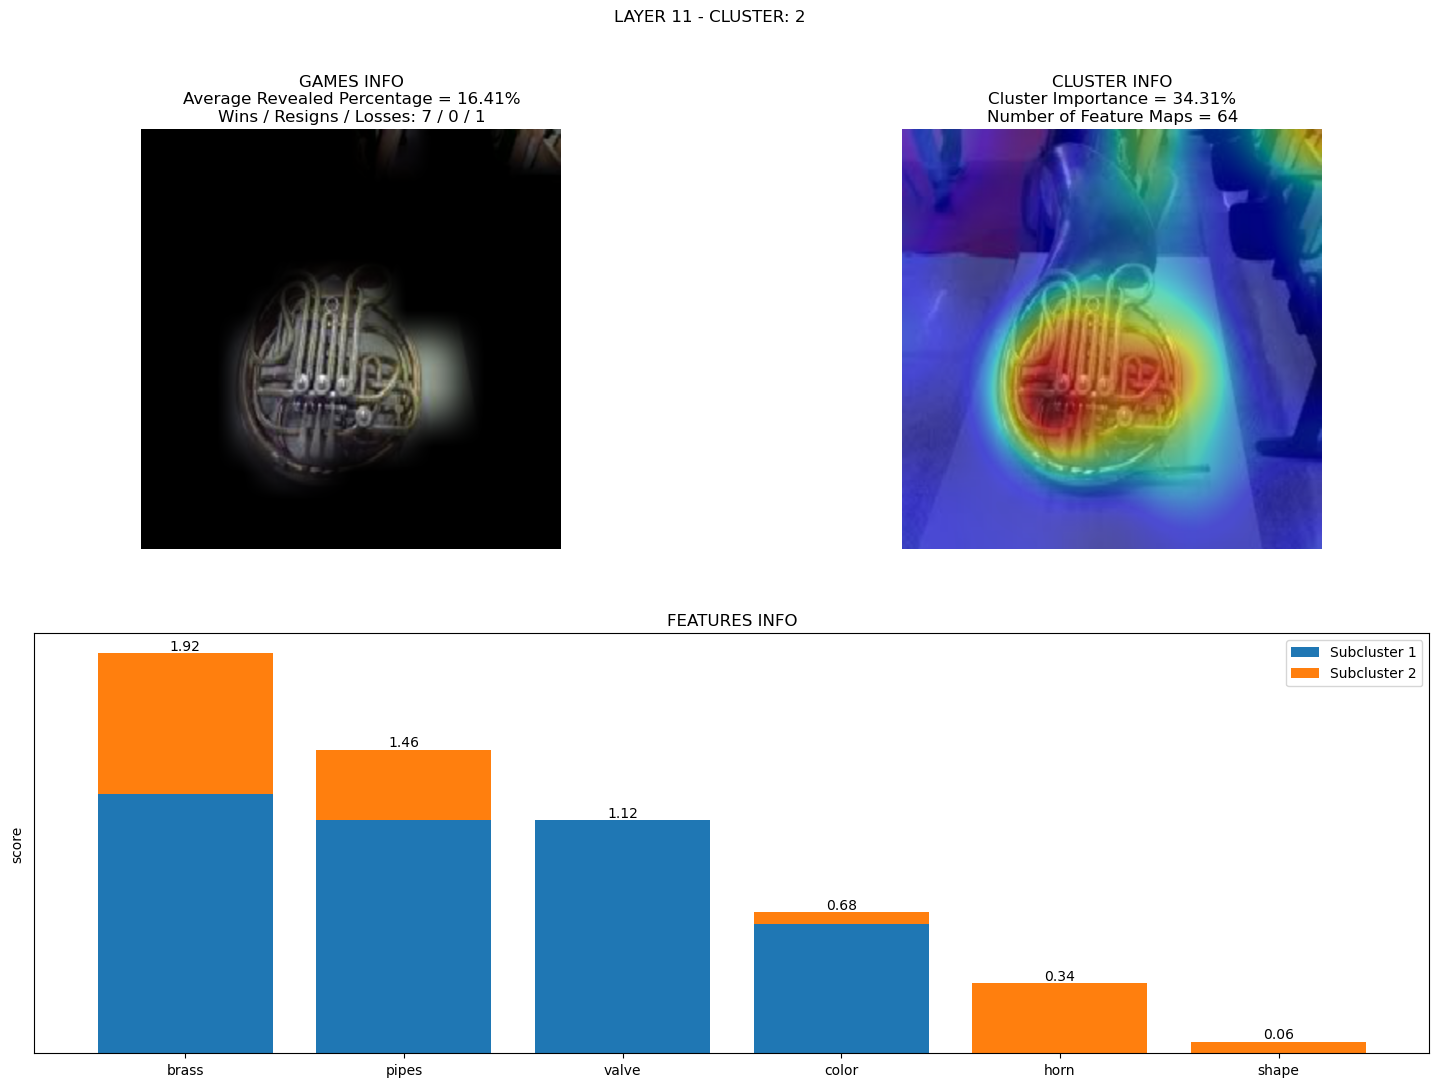 LAYER 11 - CLUSTER: 2
GAMES INFO
Average Revealed Percentage = 16.41%
Wins / Resigns / Losses: 7 / 0 / 1
CLUSTER INFO
Cluster Importance = 34.31%
Number of Feature Maps = 64
FEATURES INFO
Subcluster 1
Subcluster 2
score
1.92
1.46
1.12
0.68
0.34
0.06
brass
pipes
valve
color
horn
shape